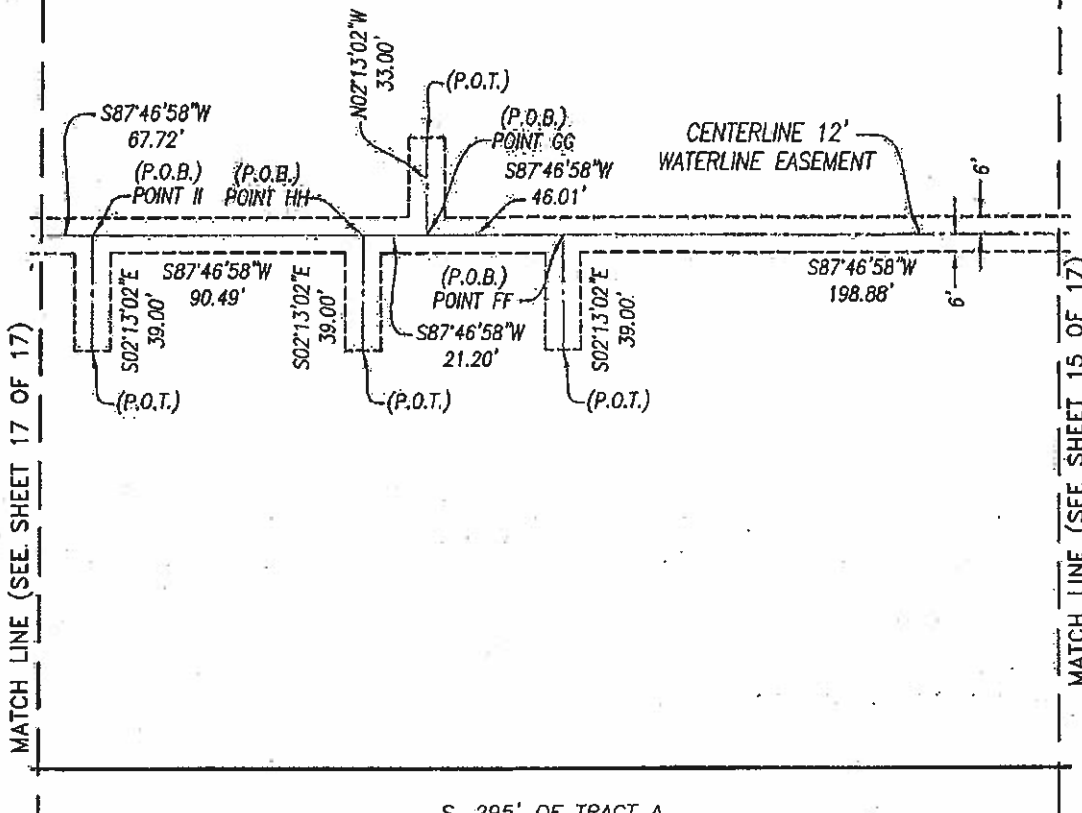 N02°13'02"W
33.00'
(P.O.T.)
S87°46'58"W
67.72'
(P.O.B.)
POINT GG
CENTERLINE 12'
WATERLINE EASEMENT
6'
(P.O.B.)
POINT II
(P.O.B.)
POINT HH
S87°46'58"W
46.01'
S87°46'58"W
90.49'
S02°13'02"E
39.00'
S02°13'02"E
39.00'
(P.O.B.)
POINT FF
S87°46'58"W
21.20'
S02°13'02"E
39.00'
S87°46'58"W
198.88'
6'
(P.O.T.)
(P.O.T.)
(P.O.T.)
MATCH LINE (SEE SHEET 17 OF 17)
MATCH LINE (SEE SHEET 15 OF 17)
S. 295' OF TRACT A